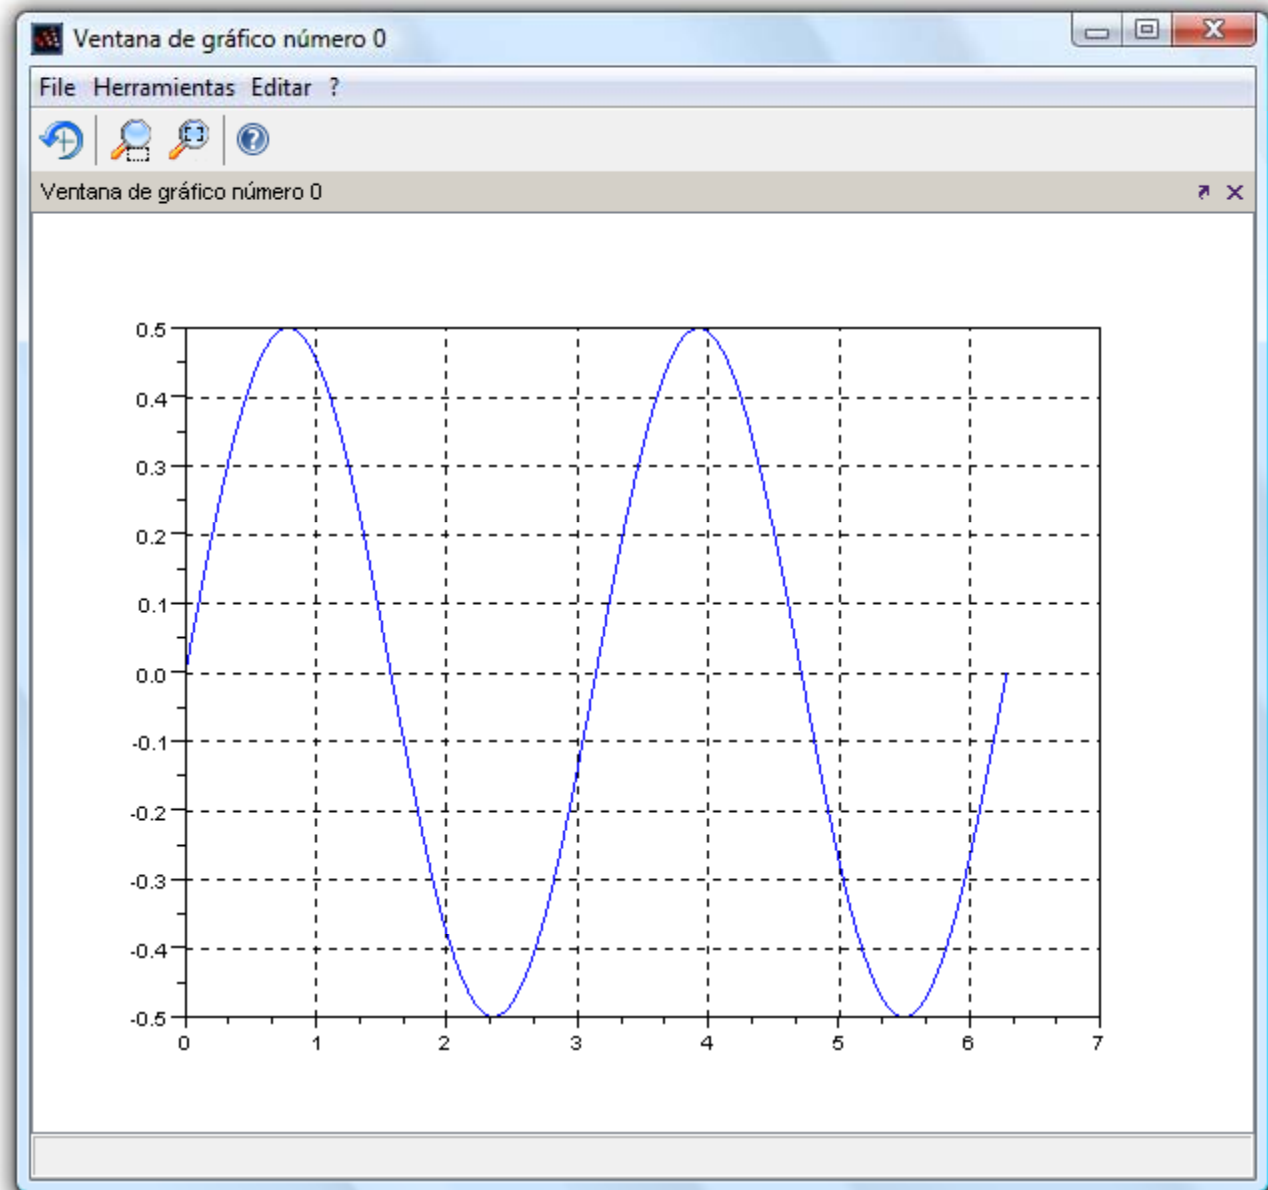 Ventana de gráfico número 0
File Herramientas Editar ?
Ventana de gráfico número 0
0.5
0.4
0.3
0.2
0.1
0.0
-0.1
-0.2
-0.3
-0.4
-0.5
0 1 2 3 4 5 6 7